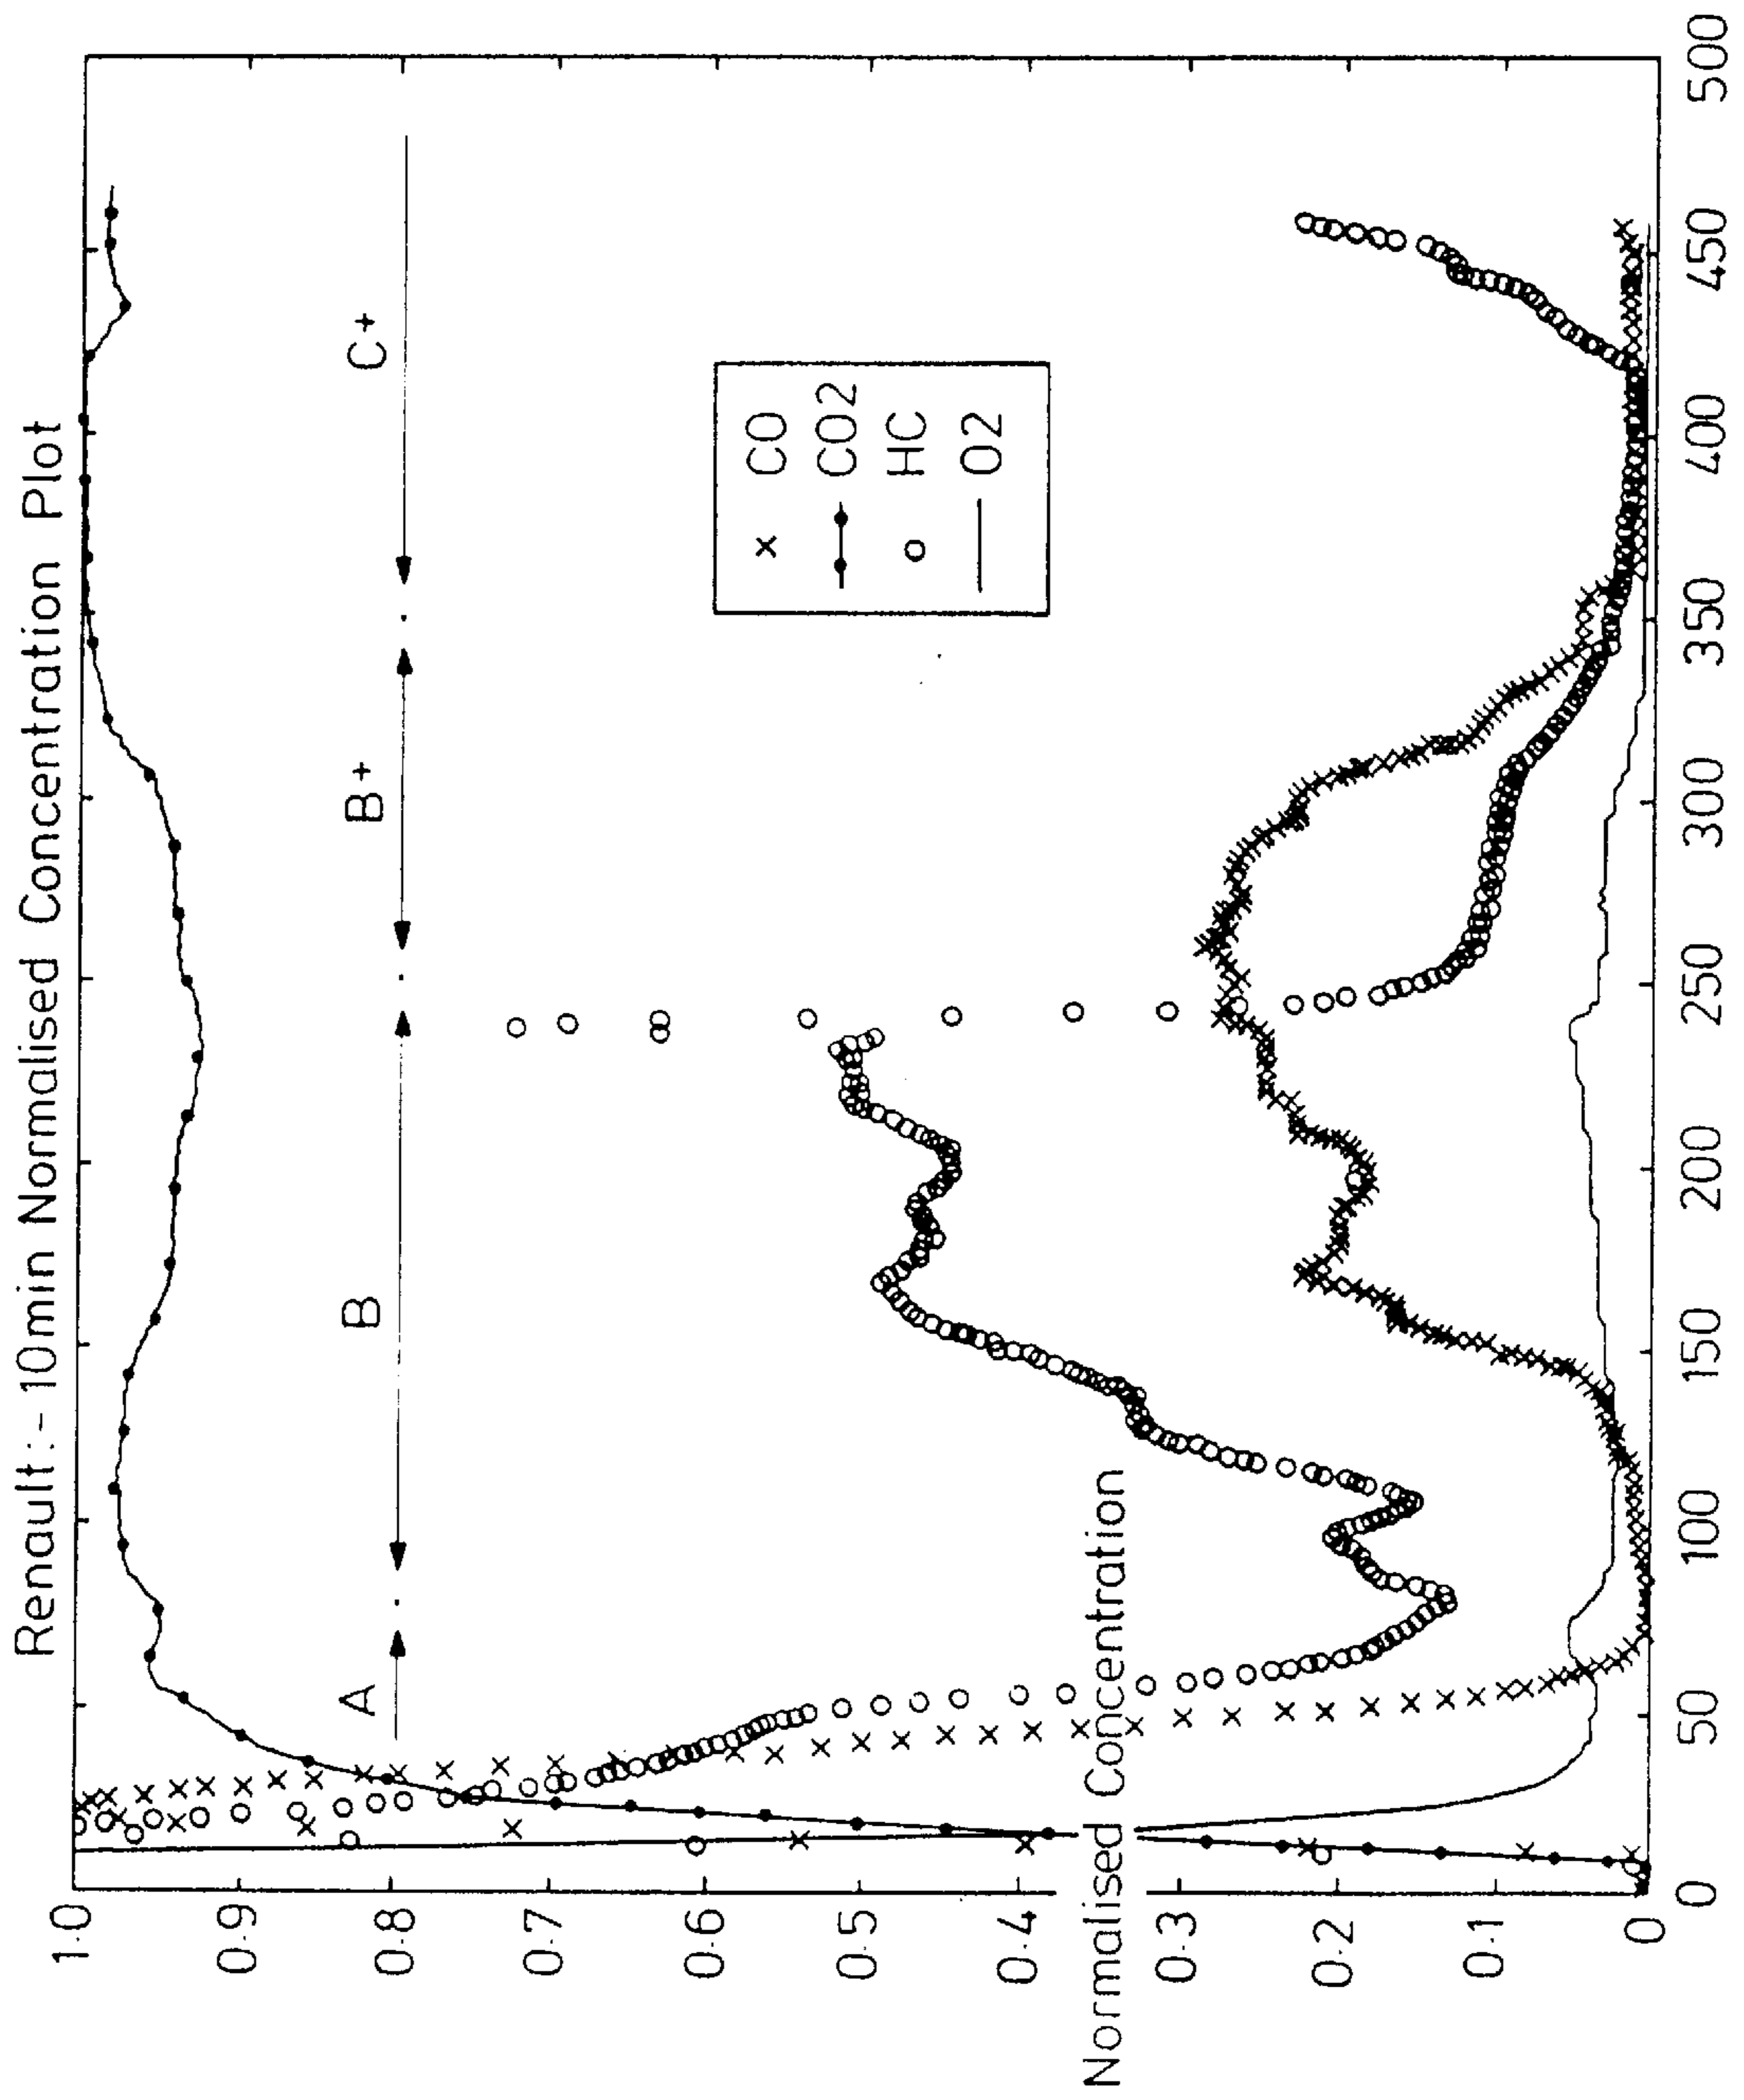 Renault:- 10min Normalised Concentration Plot
1.0
0.9
0.8
0.7
0.6
0.5
0.4
0.3
0.2
0.1
0
Normalised Concentration
A
B
B+
C+
× CO
CO2
HC
O2
0
50
100
150
200
250
300
350
400
450
500